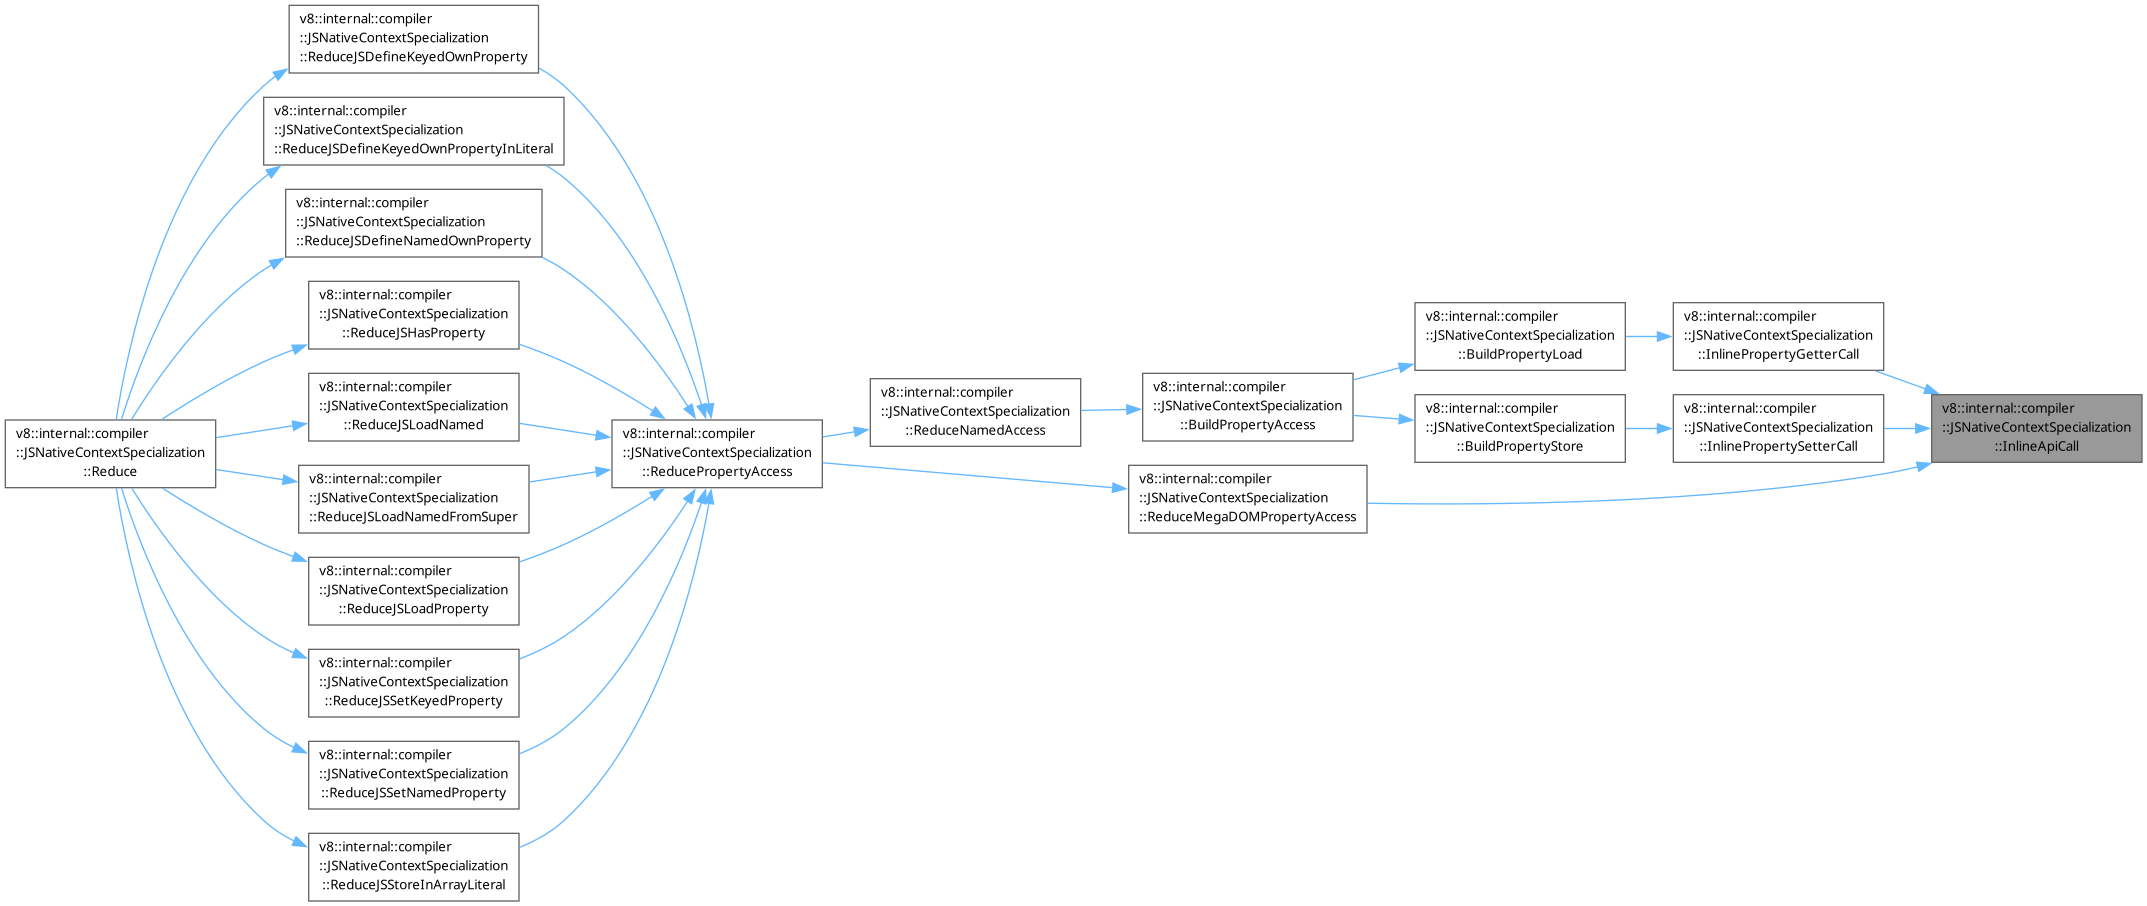 v8::internal::compiler
::JSNativeContextSpecialization
::ReduceJSDefineKeyedOwnProperty
v8::internal::compiler
::JSNativeContextSpecialization
::ReduceJSDefineKeyedOwnPropertyInLiteral
v8::internal::compiler
::JSNativeContextSpecialization
::ReduceJSDefineNamedOwnProperty
v8::internal::compiler
::JSNativeContextSpecialization
::ReduceJSHasProperty
v8::internal::compiler
::JSNativeContextSpecialization
::ReduceJSLoadNamed
v8::internal::compiler
::JSNativeContextSpecialization
::Reduce
v8::internal::compiler
::JSNativeContextSpecialization
::ReduceJSLoadNamedFromSuper
v8::internal::compiler
::JSNativeContextSpecialization
::ReduceJSLoadProperty
v8::internal::compiler
::JSNativeContextSpecialization
::ReduceJSSetKeyedProperty
v8::internal::compiler
::JSNativeContextSpecialization
::ReduceJSSetNamedProperty
v8::internal::compiler
::JSNativeContextSpecialization
::ReduceJSStoreInArrayLiteral
v8::internal::compiler
::JSNativeContextSpecialization
::ReducePropertyAccess
v8::internal::compiler
::JSNativeContextSpecialization
::ReduceNamedAccess
v8::internal::compiler
::JSNativeContextSpecialization
::BuildPropertyAccess
v8::internal::compiler
::JSNativeContextSpecialization
::ReduceMegaDOMPropertyAccess
v8::internal::compiler
::JSNativeContextSpecialization
::BuildPropertyLoad
v8::internal::compiler
::JSNativeContextSpecialization
::BuildPropertyStore
v8::internal::compiler
::JSNativeContextSpecialization
::InlinePropertyGetterCall
v8::internal::compiler
::JSNativeContextSpecialization
::InlinePropertySetterCall
v8::internal::compiler
::JSNativeContextSpecialization
::InlineApiCall